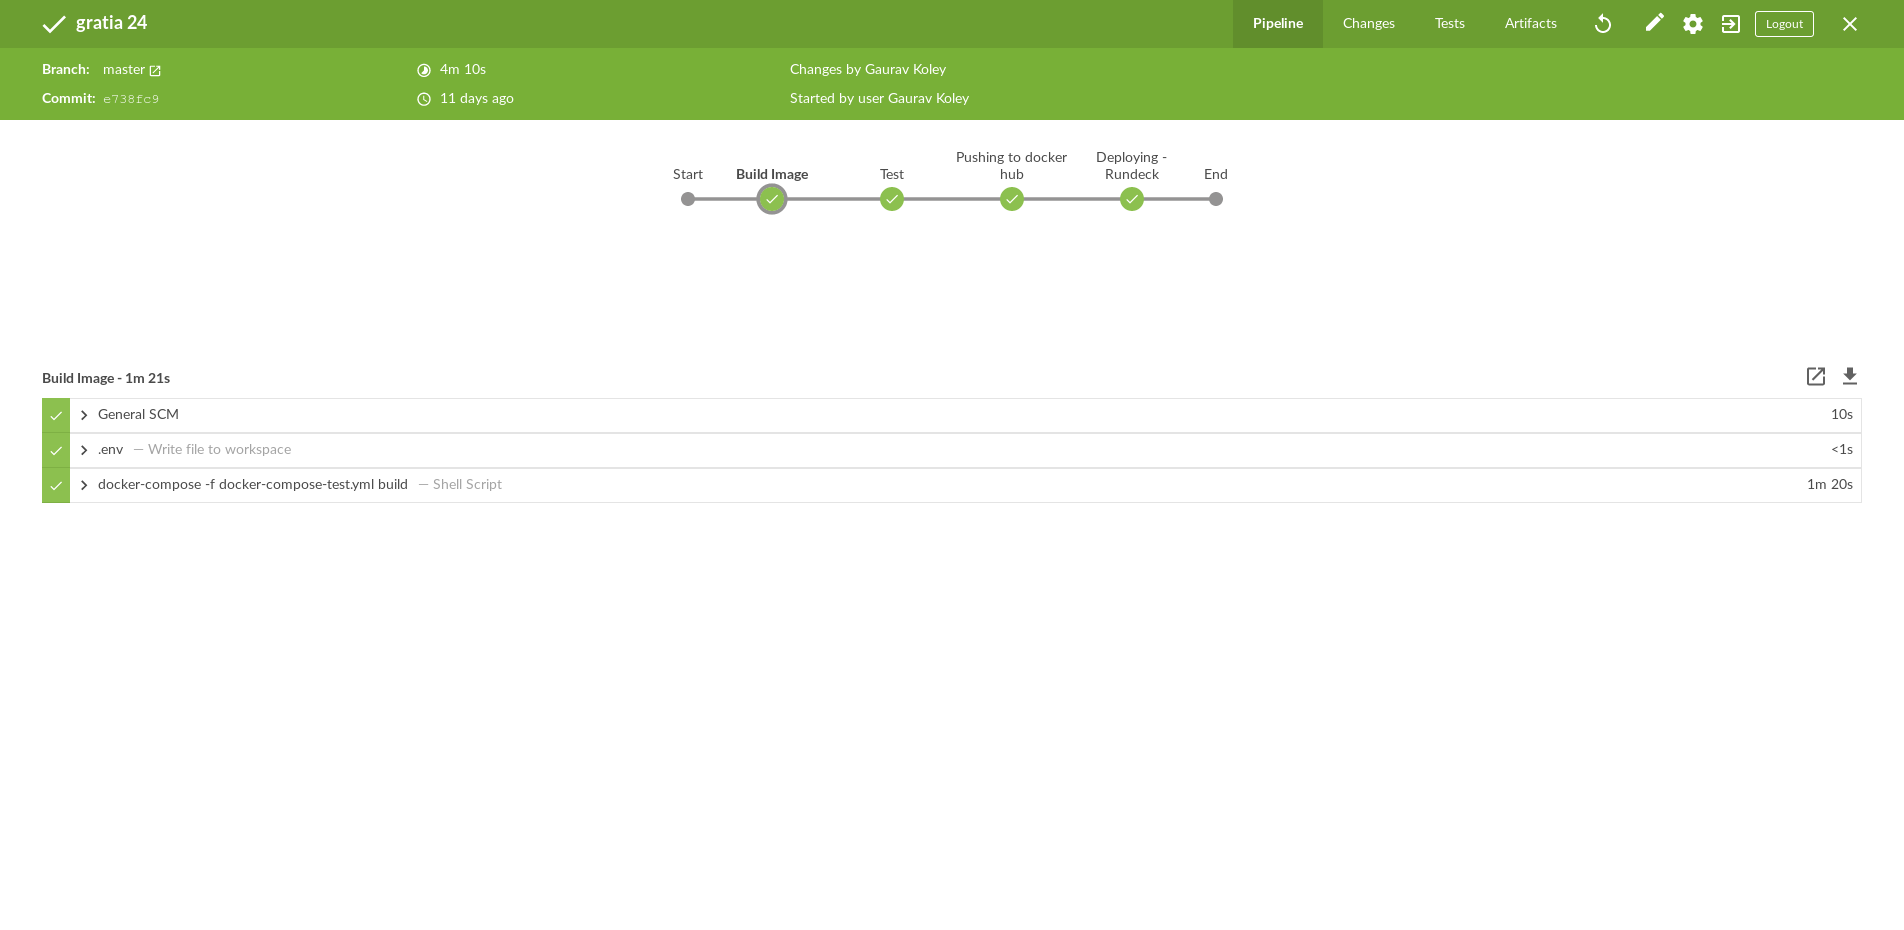 gratia 24
Pipeline
Changes
Tests
Artifacts
Logout
Branch: master
4m 10s
Changes by Gaurav Koley
Commit: e738fc9
11 days ago
Started by user Gaurav Koley
Start
Build Image
Test
Pushing to docker
hub
Deploying -
Rundeck
End
Build Image - 1m 21s
General SCM 10s
.env — Write file to workspace <1s
docker-compose -f docker-compose-test.yml build — Shell Script 1m 20s